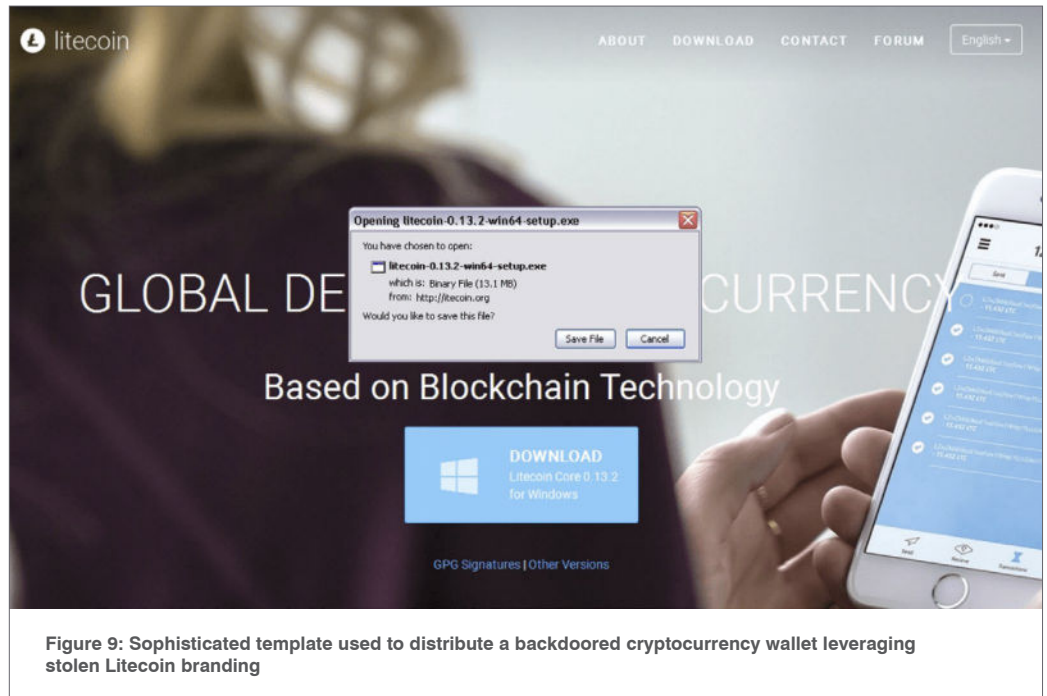 litecoin
ABOUT DOWNLOAD CONTACT FORUM English
Opening litecoin-0.13.2-win64-setup.exe
You have chosen to open:
litecoin-0.13.2-win64-setup.exe
which is: Binary File (13.1 MB)
from: http://itecoin.org
Would you like to save this file?
Save File Cancel
GLOBAL DE CURRENCY
Based on Blockchain Technology
DOWNLOAD
Litecoin Core 0.13.2
for Windows
GPG Signatures | Other Versions
Send
Receive
Transactions
Figure 9: Sophisticated template used to distribute a backdoored cryptocurrency wallet leveraging
stolen Litecoin branding